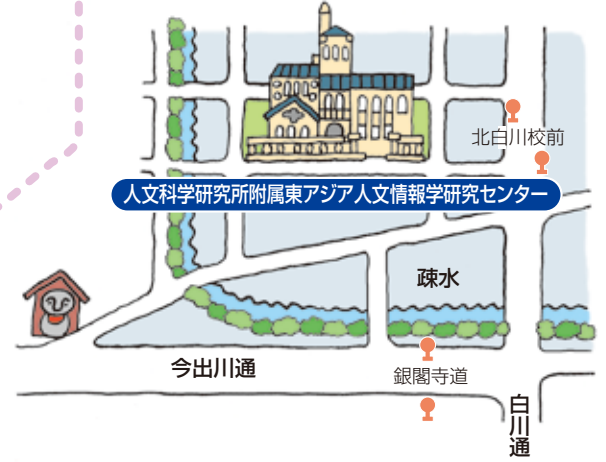 北白川校前
人文科学研究所附属東アジア人文情報学研究センター
疎水
今出川通
銀閣寺道
白川通